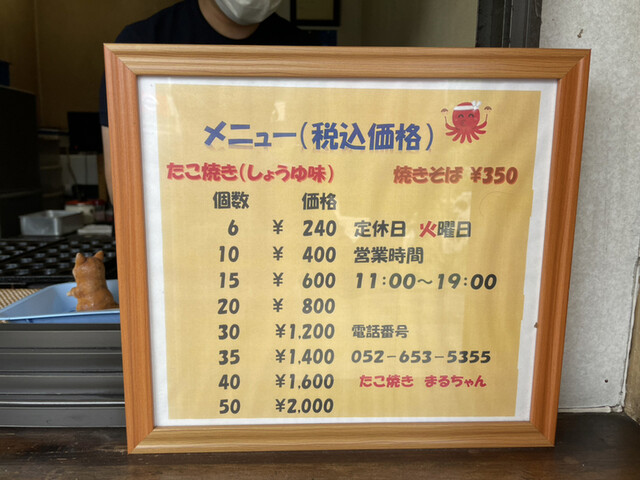 メニュー(税込価格)
たこ焼き(しょうゆ味) 焼きそば ¥350
個数 価格
6 ¥ 240 定休日 火曜日
10 ¥ 400 営業時間
15 ¥ 600 11:00〜19:00
20 ¥ 800
30 ¥1,200 電話番号
35 ¥1,400 052-653-5355
40 ¥1,600 たこ焼き まるちゃん
50 ¥2,000